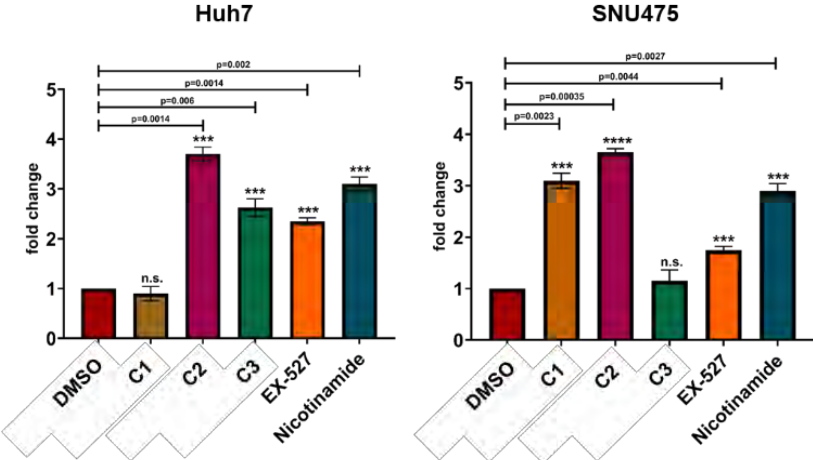 Huh7
p=0.002
p=0.0014
p=0.006
p=0.0014
fold change
5
4
3
2
1
0
n.s.
***
***
***
***
DMSO
C1
C2
C3
EX-527
Nicotinamide
SNU475
p=0.0027
p=0.0044
p=0.00035
p=0.0023
fold change
5
4
3
2
1
0
***
****
n.s.
***
***
DMSO
C1
C2
C3
EX-527
Nicotinamide